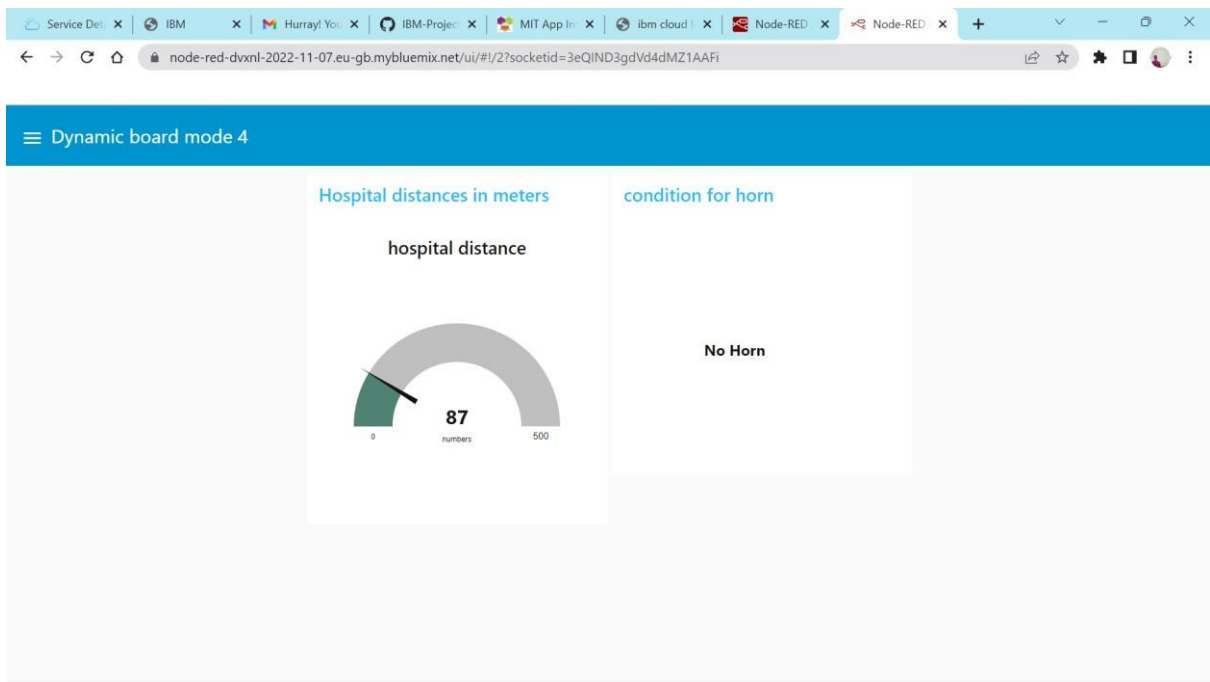 Service Det
IBM
Hurray! You
IBM-Projec
MIT App In
ibm cloud
Node-RED
Node-RED
node-red-dvxnl-2022-11-07.eu-gb.mybluemix.net/ui/#!/2?socketid=3eQIND3gdVd4dMZ1AAFi
Dynamic board mode 4
Hospital distances in meters
hospital distance
87
0
numbers
500
condition for horn
No Horn